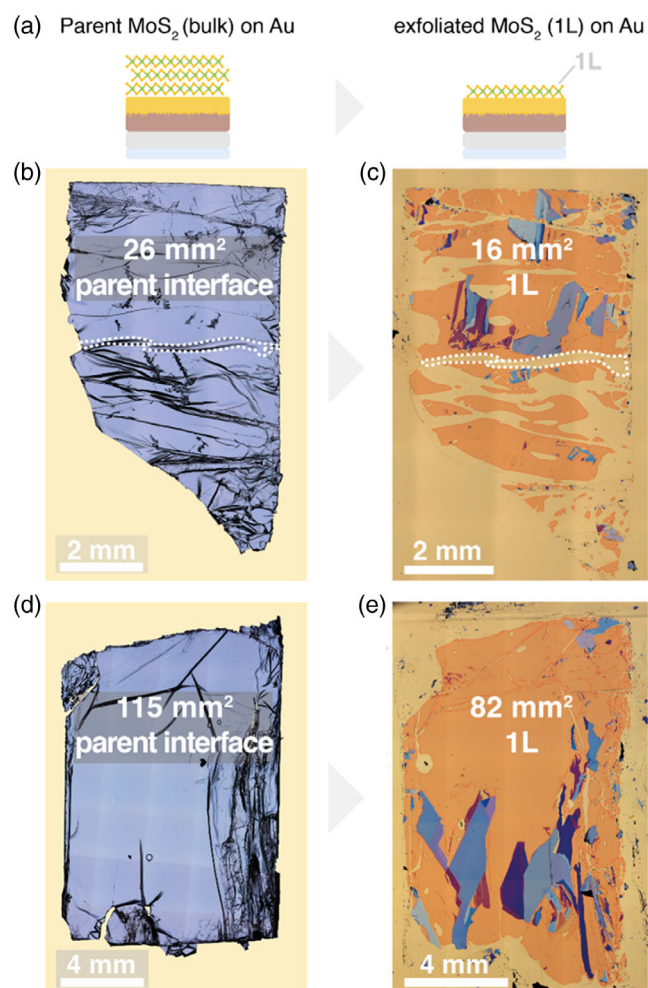 (a) Parent MoS₂ (bulk) on Au
exfoliated MoS₂ (1L) on Au
1L
(b)
26 mm²
parent interface
2 mm
(c)
16 mm²
1L
2 mm
(d)
115 mm²
parent interface
4 mm
(e)
82 mm²
1L
4 mm